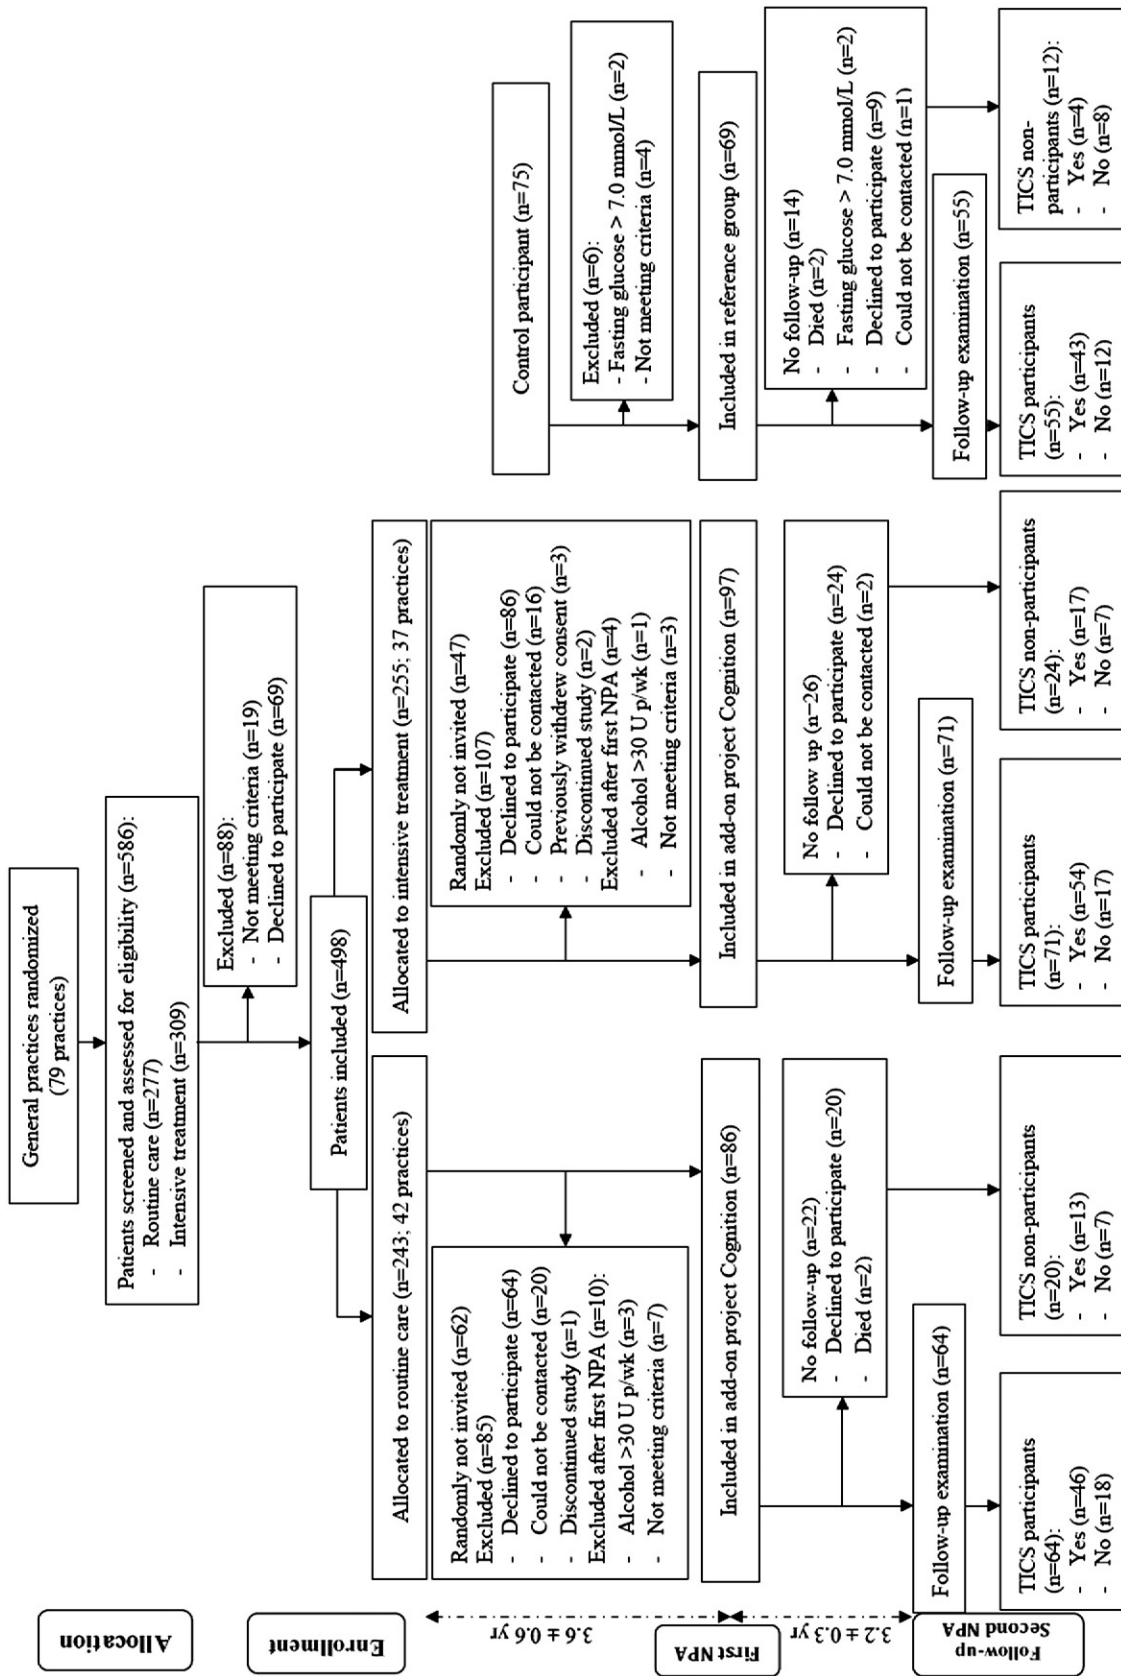 Allocation
General practices randomized
(79 practices)
Patients screened and assessed for eligibility (n=586):
- Routine care (n=277)
- Intensive treatment (n=309)
Excluded (n=88):
- Not meeting criteria (n=19)
- Declined to participate (n=69)
Enrollment
Patients included (n=498)
Allocated to routine care (n=243; 42 practices)
Allocated to intensive treatment (n=255; 37 practices)
Control participant (n=75)
3.6 ± 0.6 yr
Randomly not invited (n=62)
Excluded (n=85)
- Declined to participate (n=64)
- Could not be contacted (n=20)
- Discontinued study (n=1)
Excluded after first NPA (n=10):
- Alcohol >30 U p/wk (n=3)
- Not meeting criteria (n=7)
Randomly not invited (n=47)
Excluded (n=107)
- Declined to participate (n=86)
- Could not be contacted (n=16)
- Previously withdrew consent (n=3)
- Discontinued study (n=2)
Excluded after first NPA (n=4)
- Alcohol >30 U p/wk (n=1)
- Not meeting criteria (n=3)
Excluded (n=6):
- Fasting glucose > 7.0 mmol/L (n=2)
- Not meeting criteria (n=4)
First NPA
Included in add-on project Cognition (n=86)
Included in add-on project Cognition (n=97)
Included in reference group (n=69)
3.2 ± 0.3 yr
No follow-up (n=22)
- Declined to participate (n=20)
- Died (n=2)
No follow up (n=26)
- Declined to participate (n=24)
- Could not be contacted (n=2)
No follow-up (n=14)
- Died (n=2)
- Fasting glucose > 7.0 mmol/L (n=2)
- Declined to participate (n=9)
- Could not be contacted (n=1)
Follow-up
Second NPA
Follow-up examination (n=64)
Follow-up examination (n=71)
Follow-up examination (n=55)
TICS participants
(n=64):
- Yes (n=46)
- No (n=18)
TICS non-participants
(n=20):
- Yes (n=13)
- No (n=7)
TICS participants
(n=71):
- Yes (n=54)
- No (n=17)
TICS non-participants
(n=24):
- Yes (n=17)
- No (n=7)
TICS participants
(n=55):
- Yes (n=43)
- No (n=12)
TICS non-
participants (n=12):
- Yes (n=4)
- No (n=8)